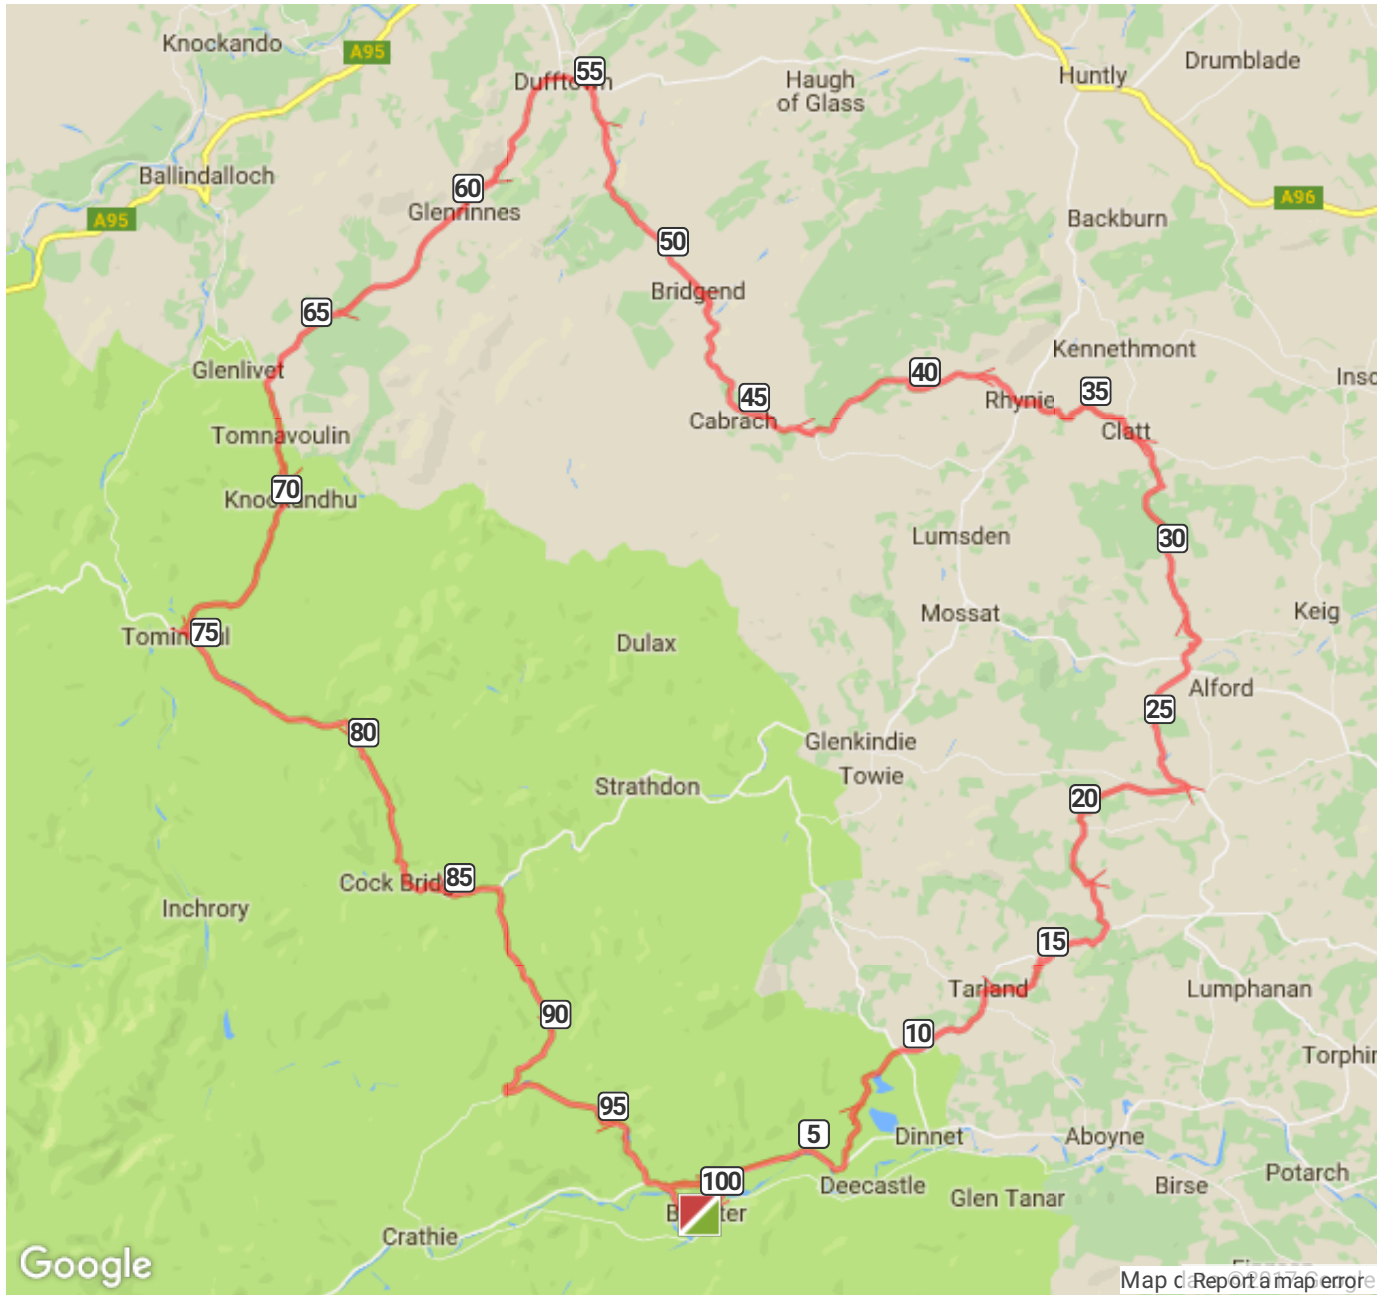 Knockando
A95
Drumblade
55
Huntly
Haugh
of Glass
Ballindalloch
60
A95
Glenrinnes
A96
Backburn
50
Bridgend
65
Kennethmont
Glenlivet
40
Rhynie
35
45
Cabrach
Clatt
Tomnavoulin
70
30
Lumsden
Mossat
Keig
75
Dulax
Alford
25
80
Glenkindie
Towie
Strathdon
20
Cock Brid
85
Inchrory
15
Tarland
Lumphanan
90
10
95
5
Dinnet
Aboyne
100
Deecastle
Glen Tanar
Birse
Potarch
Crathie
Google
Report a map error